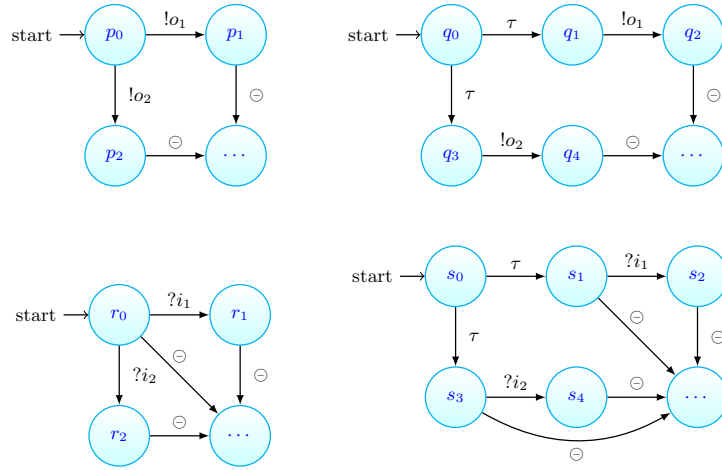 start p₀ !o₁ p₁
!o₂ ⊖
p₂ ⊖ ⋯
start q₀ τ q₁ !o₁ q₂
τ ⊖
q₃ !o₂ q₄ ⊖ ⋯
start r₀ ?i₁ r₁
?i₂ ⊖ ⊖
r₂ ⊖ ⋯
start s₀ τ s₁ ?i₁ s₂
τ ⊖ ⊖
s₃ ?i₂ s₄ ⊖ ⋯
⊖